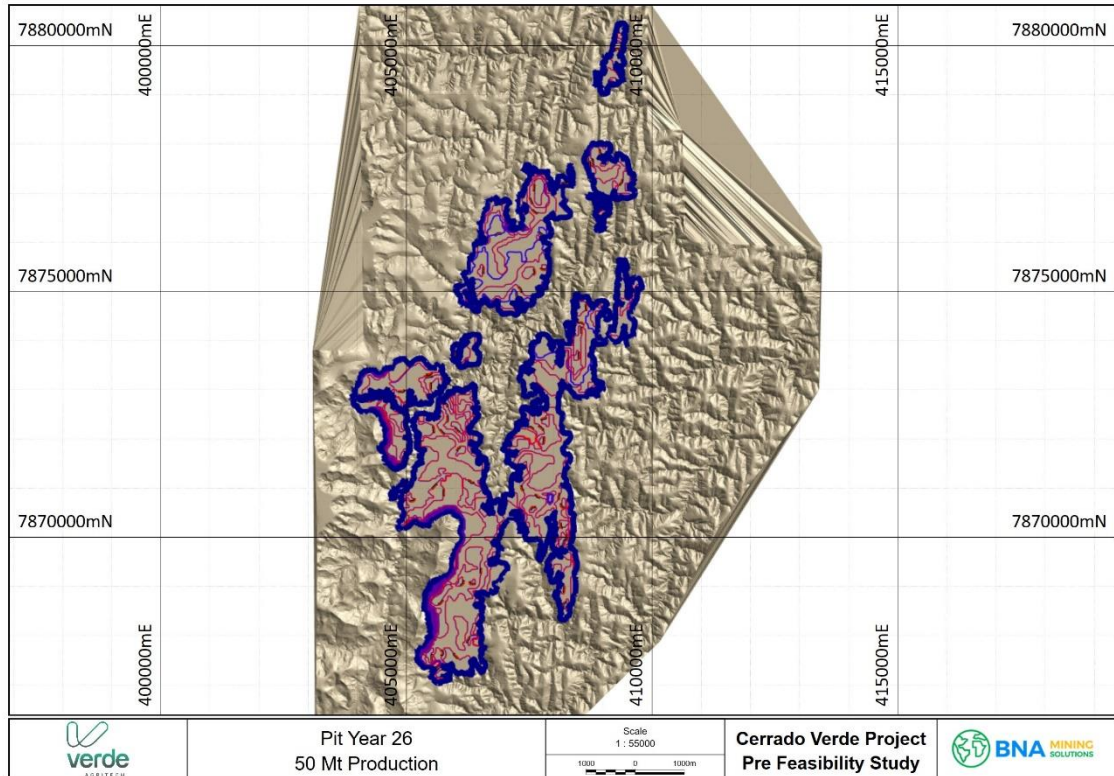 7880000mN
400000mE
405000mE
410000mE
415000mE
7880000mN
7875000mN
7875000mN
7870000mN
7870000mN
400000mE
405000mE
410000mE
415000mE
verde
AGRITECH
Pit Year 26
50 Mt Production
Scale
1 : 55000
1000 0 1000m
Cerrado Verde Project
Pre Feasibility Study
BNA MINING
SOLUTIONS